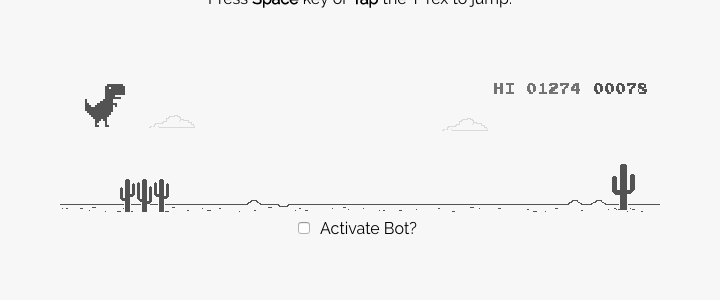 Press Space key or Tap the T-rex to jump.
HI 01274 00078
Activate Bot?